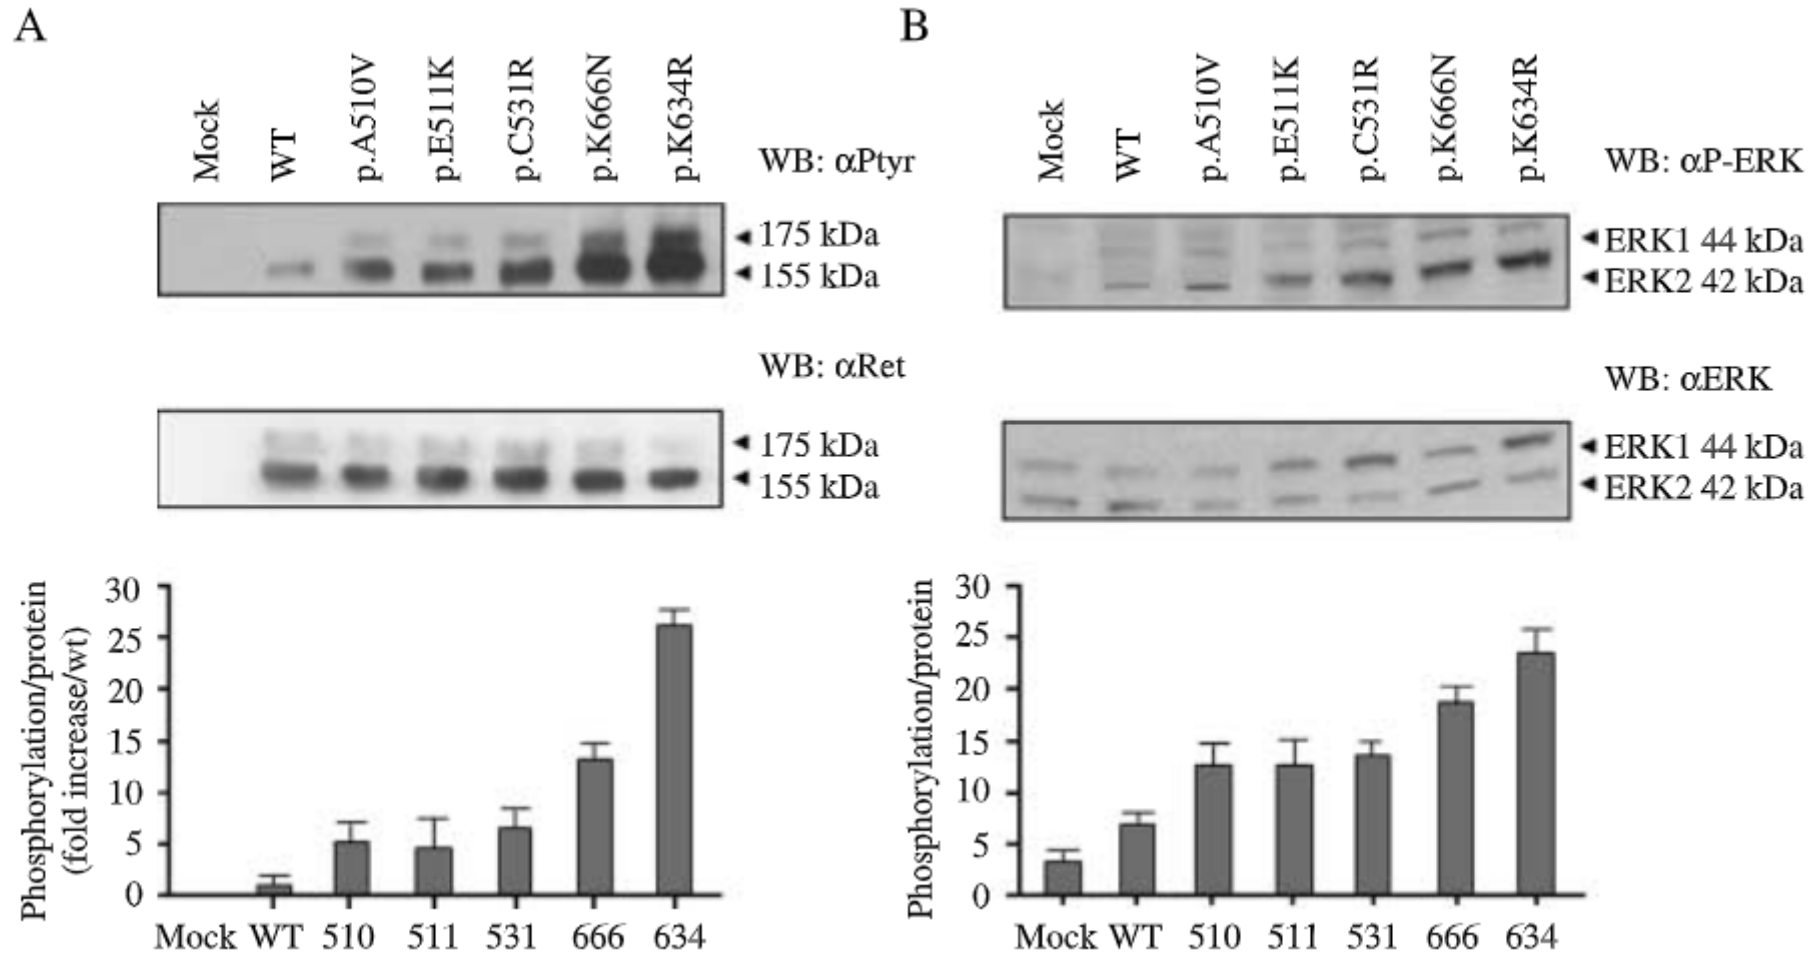 A
Mock
WT
p.A510V
p.E511K
p.C531R
p.K666N
p.K634R
WB: αPtyr
175 kDa
155 kDa
WB: αRet
175 kDa
155 kDa
Phosphorylation/protein
(fold increase/wt)
30
25
20
15
10
5
0
Mock WT 510 511 531 666 634
B
Mock
WT
p.A510V
p.E511K
p.C531R
p.K666N
p.K634R
WB: αP-ERK
ERK1 44 kDa
ERK2 42 kDa
WB: αERK
ERK1 44 kDa
ERK2 42 kDa
Phosphorylation/protein
30
25
20
15
10
5
0
Mock WT 510 511 531 666 634